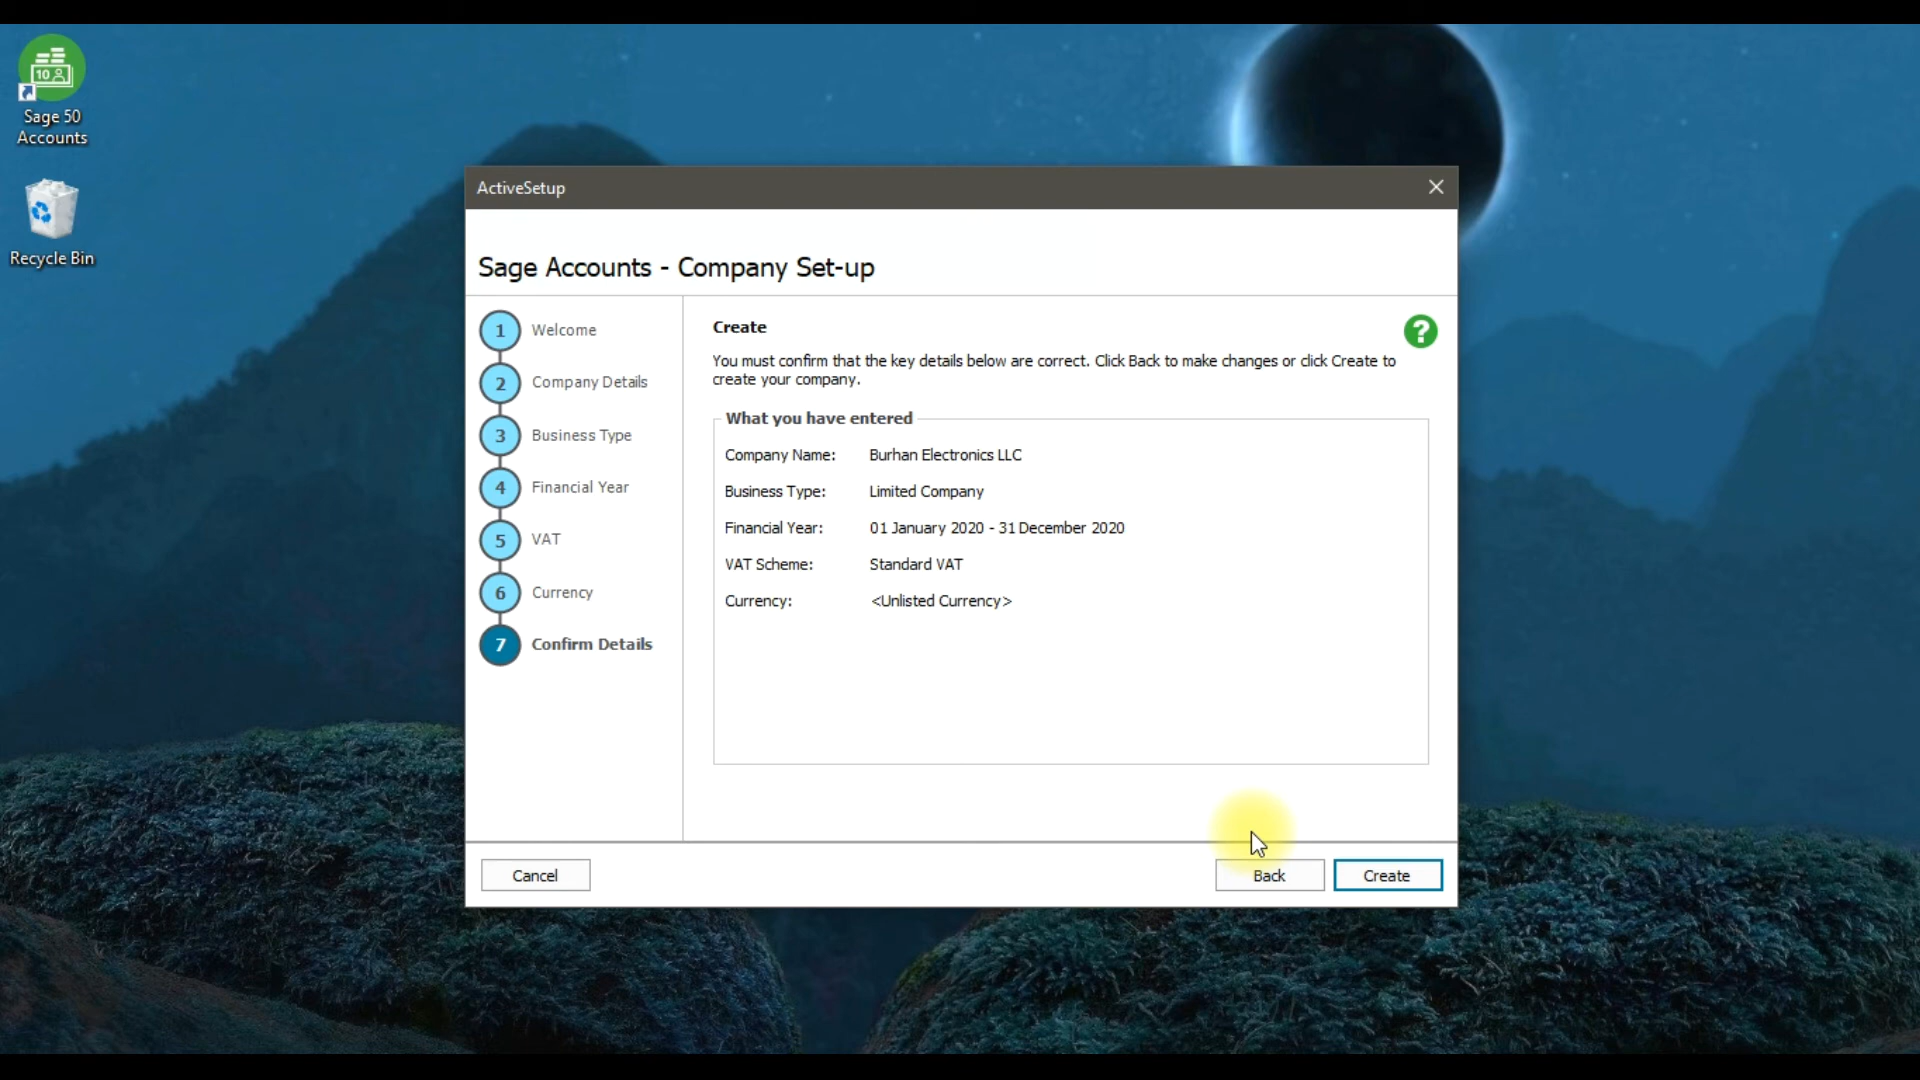 10
Sage 50
Accounts
Recycle Bin
ActiveSetup
Sage Accounts - Company Set-up
1 Welcome
2 Company Details
3 Business Type
4 Financial Year
5 VAT
6 Currency
7 Confirm Details
Create
?
You must confirm that the key details below are correct. Click Back to make changes or click Create to
create your company.
What you have entered
Company Name: Burhan Electronics LLC
Business Type: Limited Company
Financial Year: 01 January 2020 - 31 December 2020
VAT Scheme: Standard VAT
Currency: <Unlisted Currency>
Cancel
Back
Create